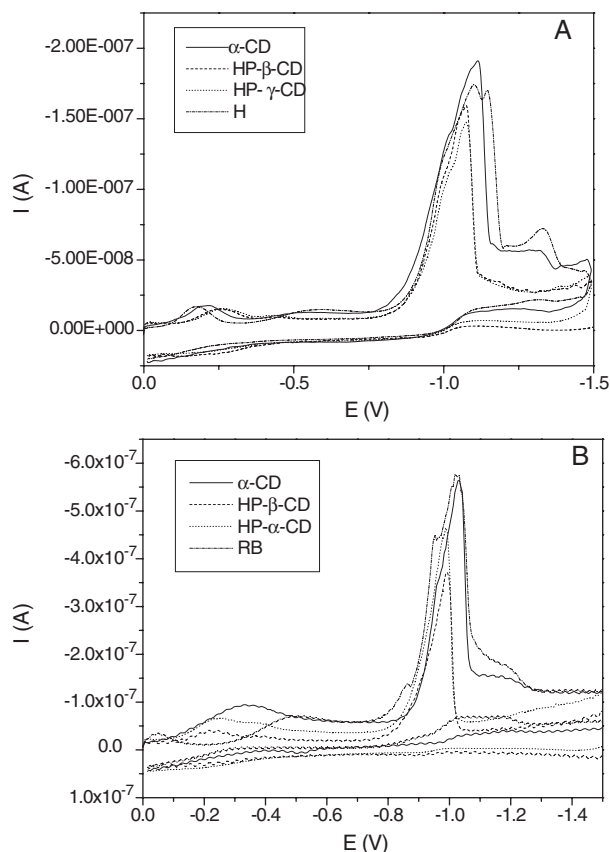 A
-2.00E-007
-1.50E-007
-1.00E-007
-5.00E-008
0.00E+000
I (A)
α-CD
HP-β-CD
HP- γ-CD
H
0.0
-0.5
-1.0
-1.5
E (V)
B
-6.0x10⁻⁷
-5.0x10⁻⁷
-4.0x10⁻⁷
-3.0x10⁻⁷
-2.0x10⁻⁷
-1.0x10⁻⁷
0.0
1.0x10⁻⁷
I (A)
α-CD
HP-β-CD
HP-α-CD
RB
0.0
-0.2
-0.4
-0.6
-0.8
-1.0
-1.2
-1.4
E (V)